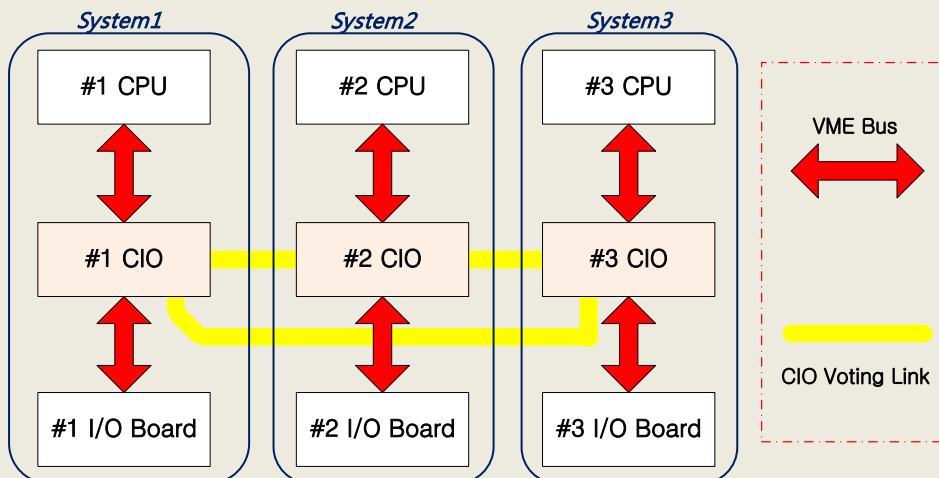 System1
System2
System3
#1 CPU
#2 CPU
#3 CPU
VME Bus
#1 CIO
#2 CIO
#3 CIO
CIO Voting Link
#1 I/O Board
#2 I/O Board
#3 I/O Board